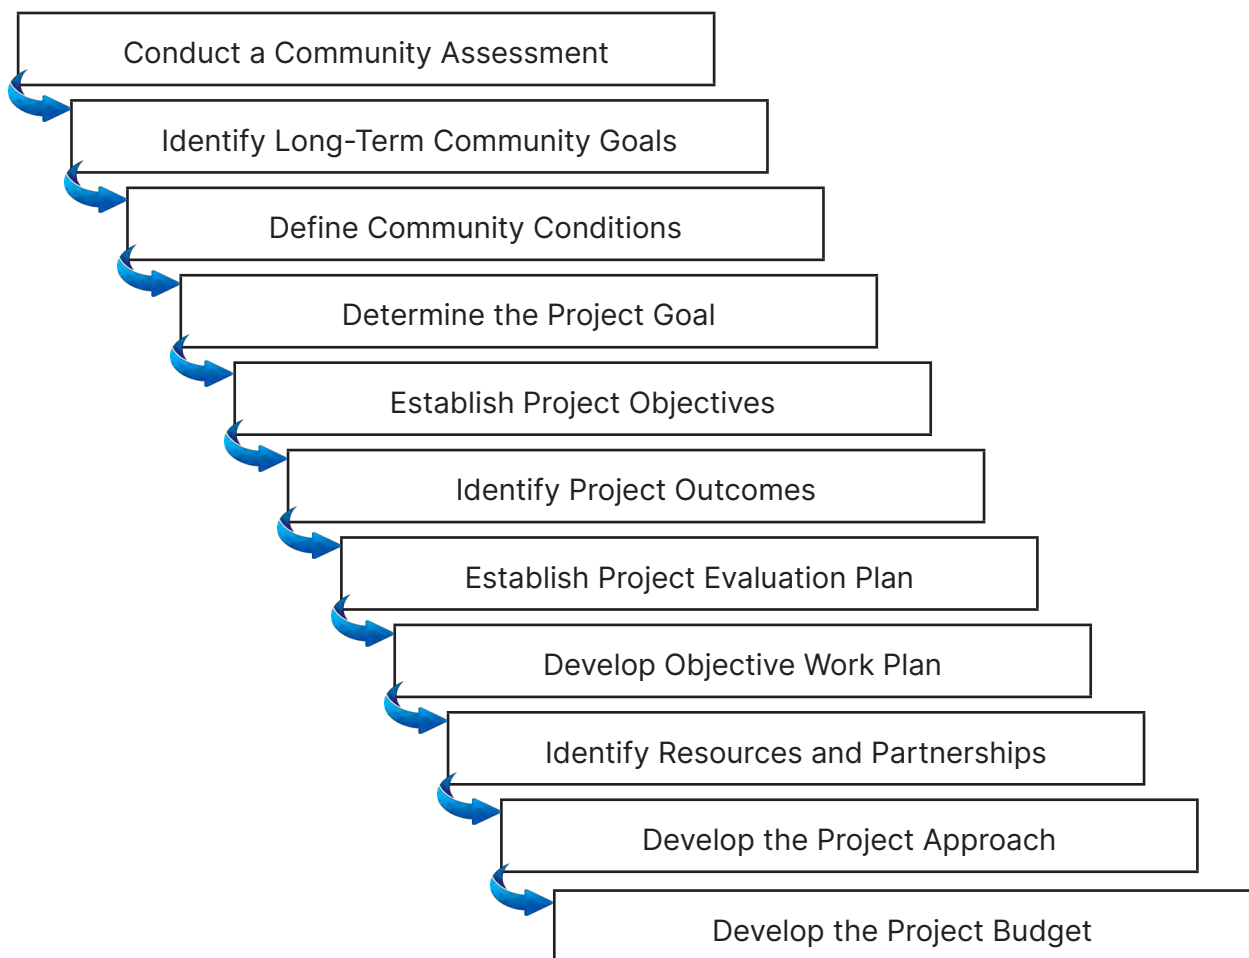 Conduct a Community Assessment
Identify Long-Term Community Goals
Define Community Conditions
Determine the Project Goal
Establish Project Objectives
Identify Project Outcomes
Establish Project Evaluation Plan
Develop Objective Work Plan
Identify Resources and Partnerships
Develop the Project Approach
Develop the Project Budget